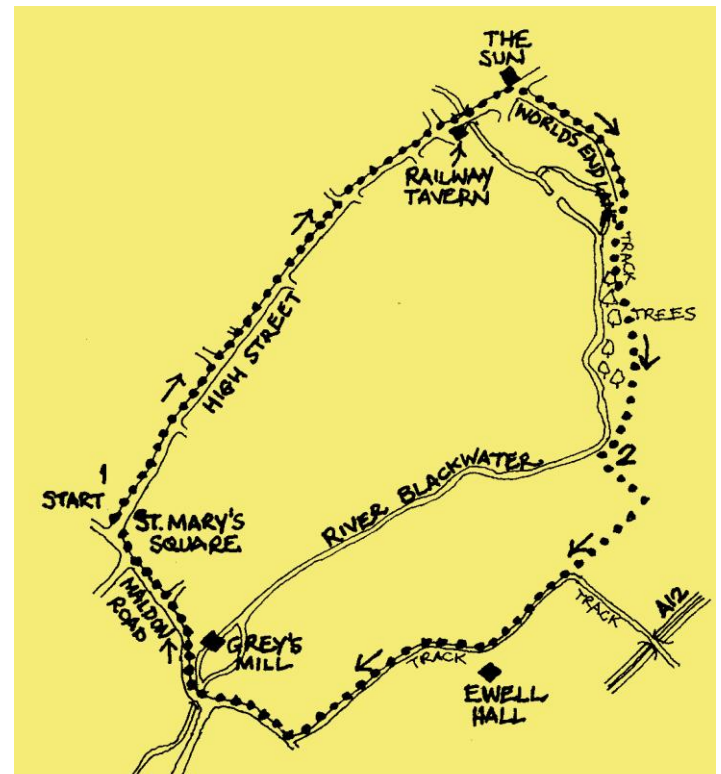 THE
SUN
WORLDS END LANE
RAILWAY
TAVERN
TRACK
TREES
HIGH STREET
1
START
2
RIVER BLACKWATER
ST. MARY'S
SQUARE
MALDON
ROAD
GREY'S
MILL
TRACK
A12
TRACK
EWELL
HALL